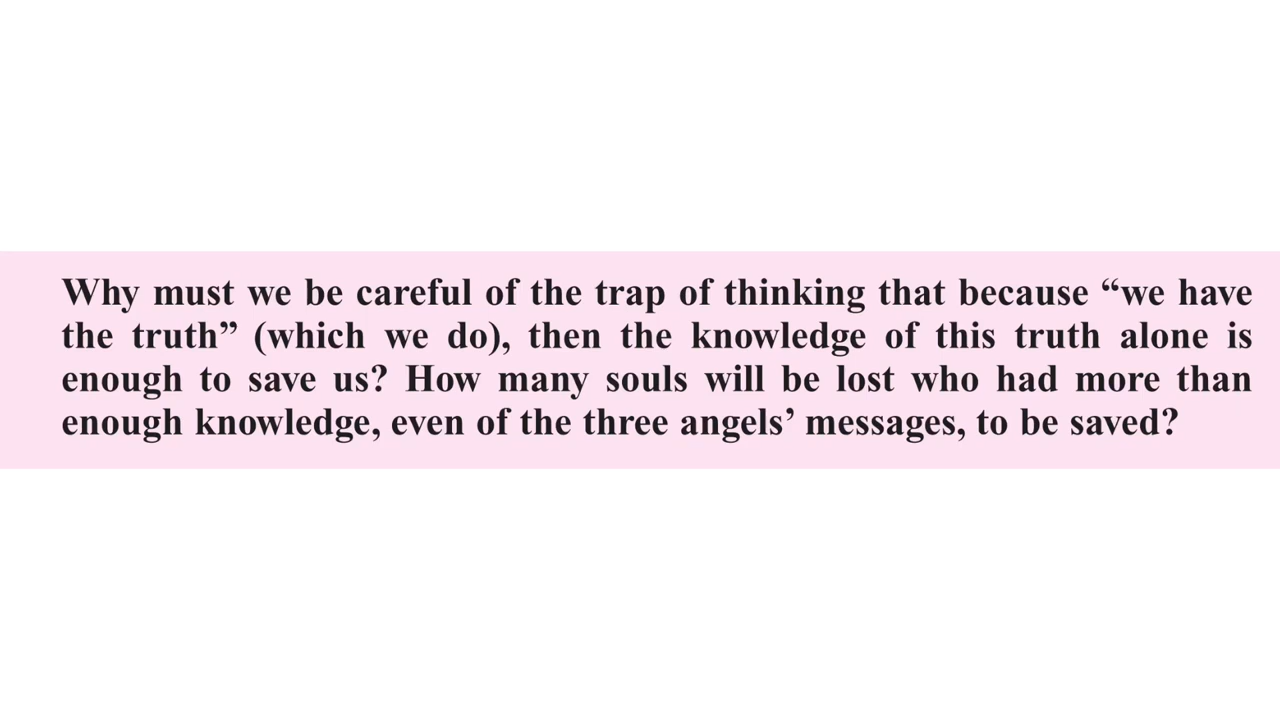 Why must we be careful of the trap of thinking that because “we have
the truth” (which we do), then the knowledge of this truth alone is
enough to save us? How many souls will be lost who had more than
enough knowledge, even of the three angels’ messages, to be saved?